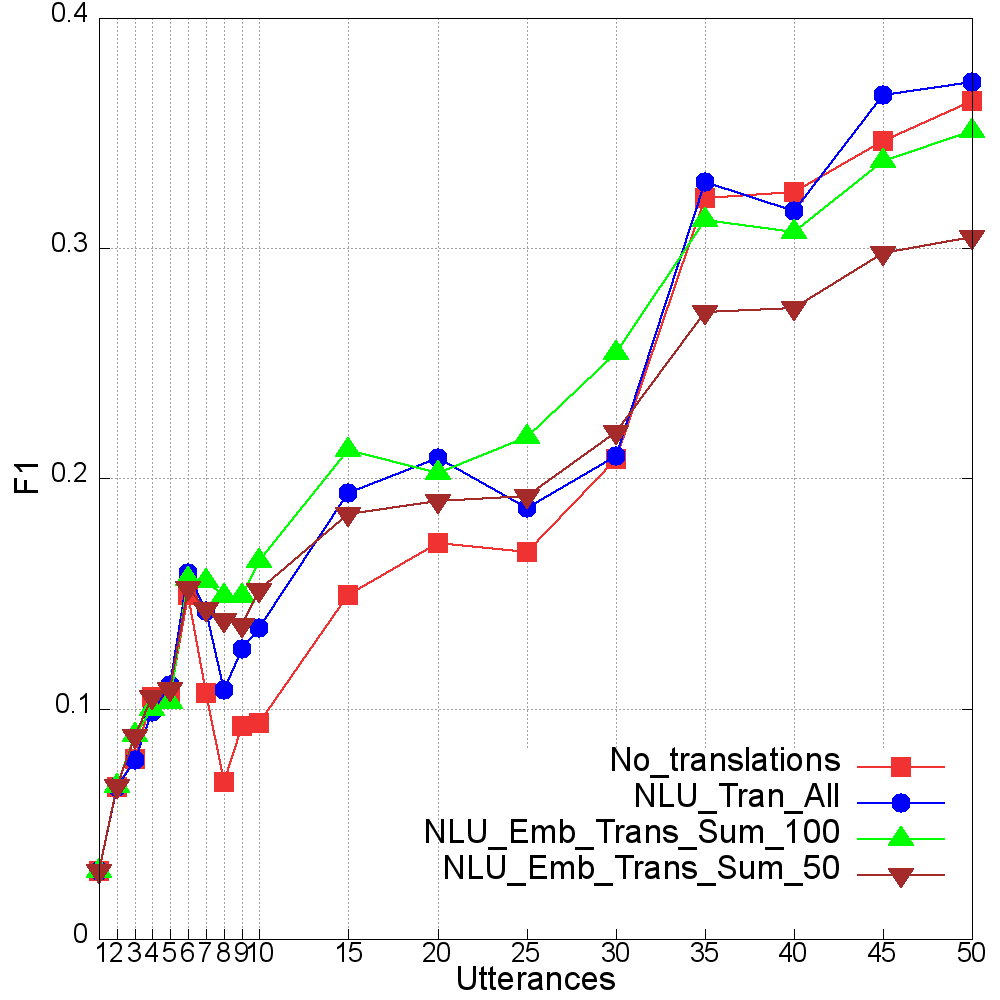 0.4
0.3
0.2
0.1
0
F1
No_translations
NLU_Tran_All
NLU_Emb_Trans_Sum_100
NLU_Emb_Trans_Sum_50
1 2 3 4 5 6 7 8 9 10 15 20 25 30 35 40 45 50
Utterances